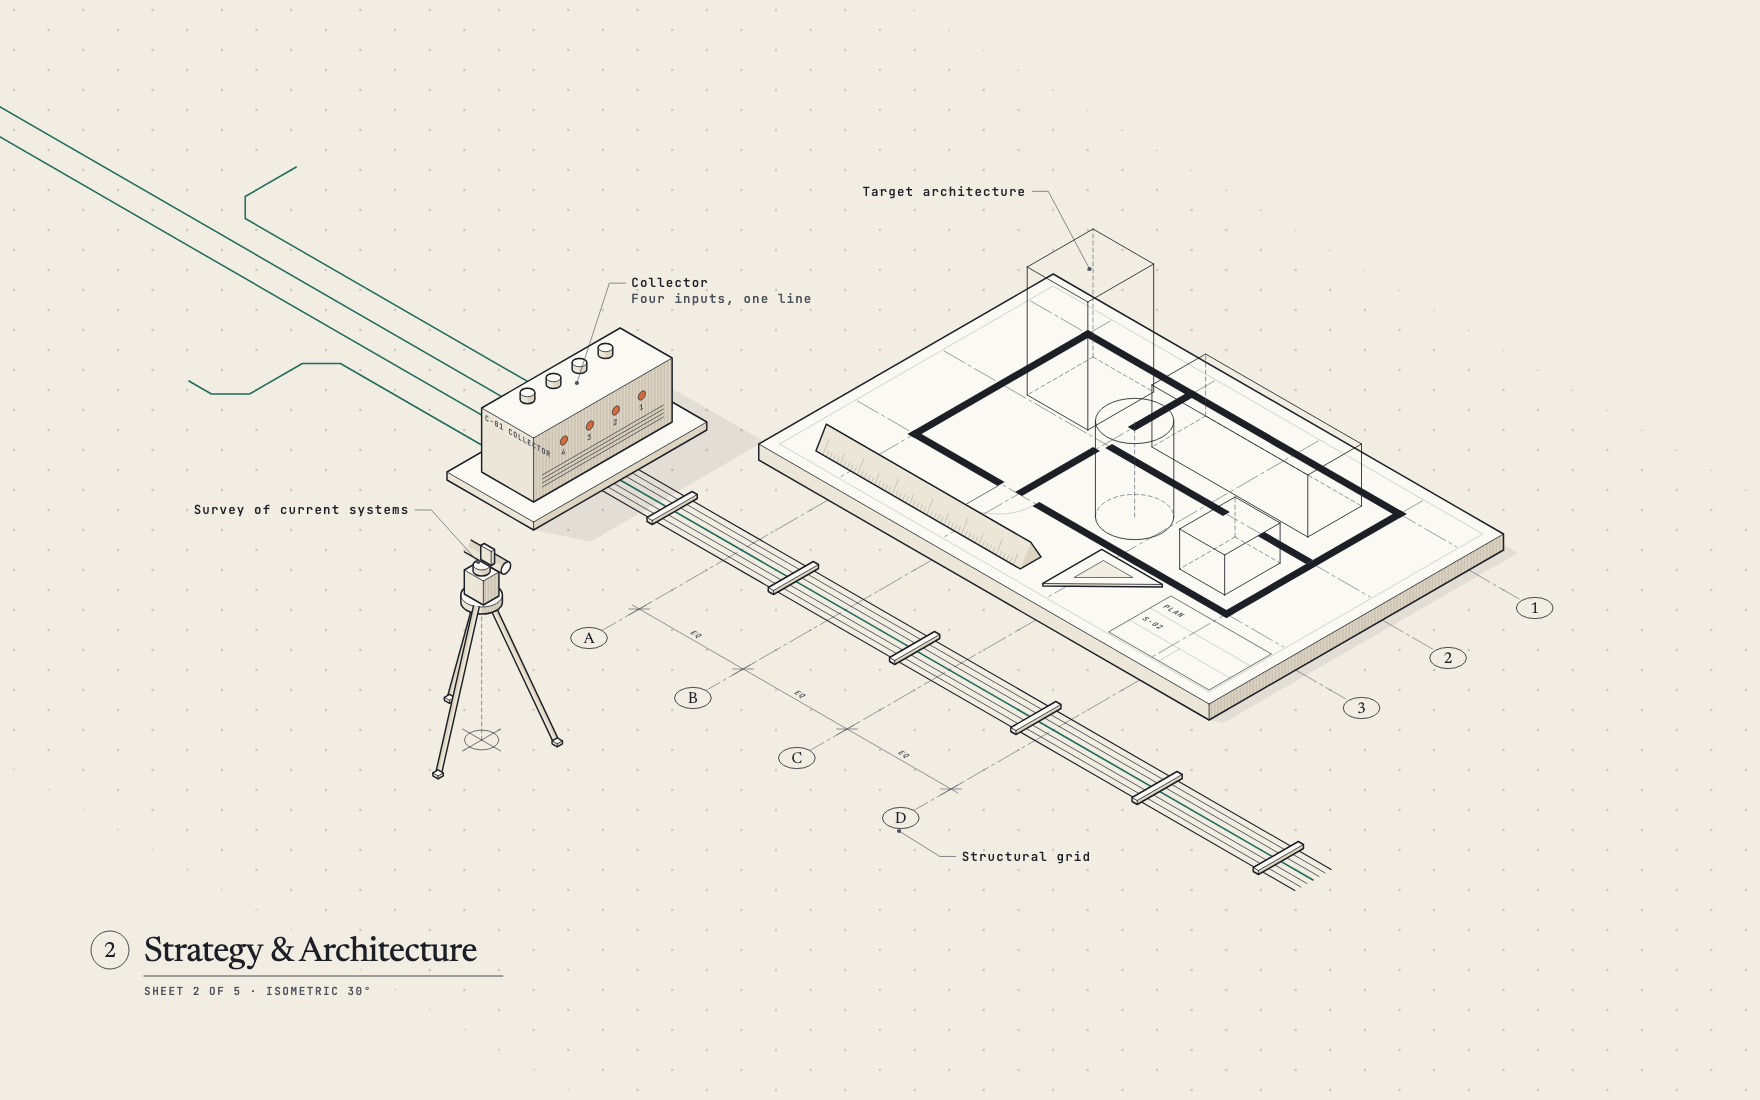 Target architecture
Collector
Four inputs, one line
C-01 COLLECTOR
4
3
2
1
Survey of current systems
PLAN
S-02
A
B
C
D
EQ
EQ
EQ
1
2
3
Structural grid
2
Strategy & Architecture
SHEET 2 OF 5 · ISOMETRIC 30°